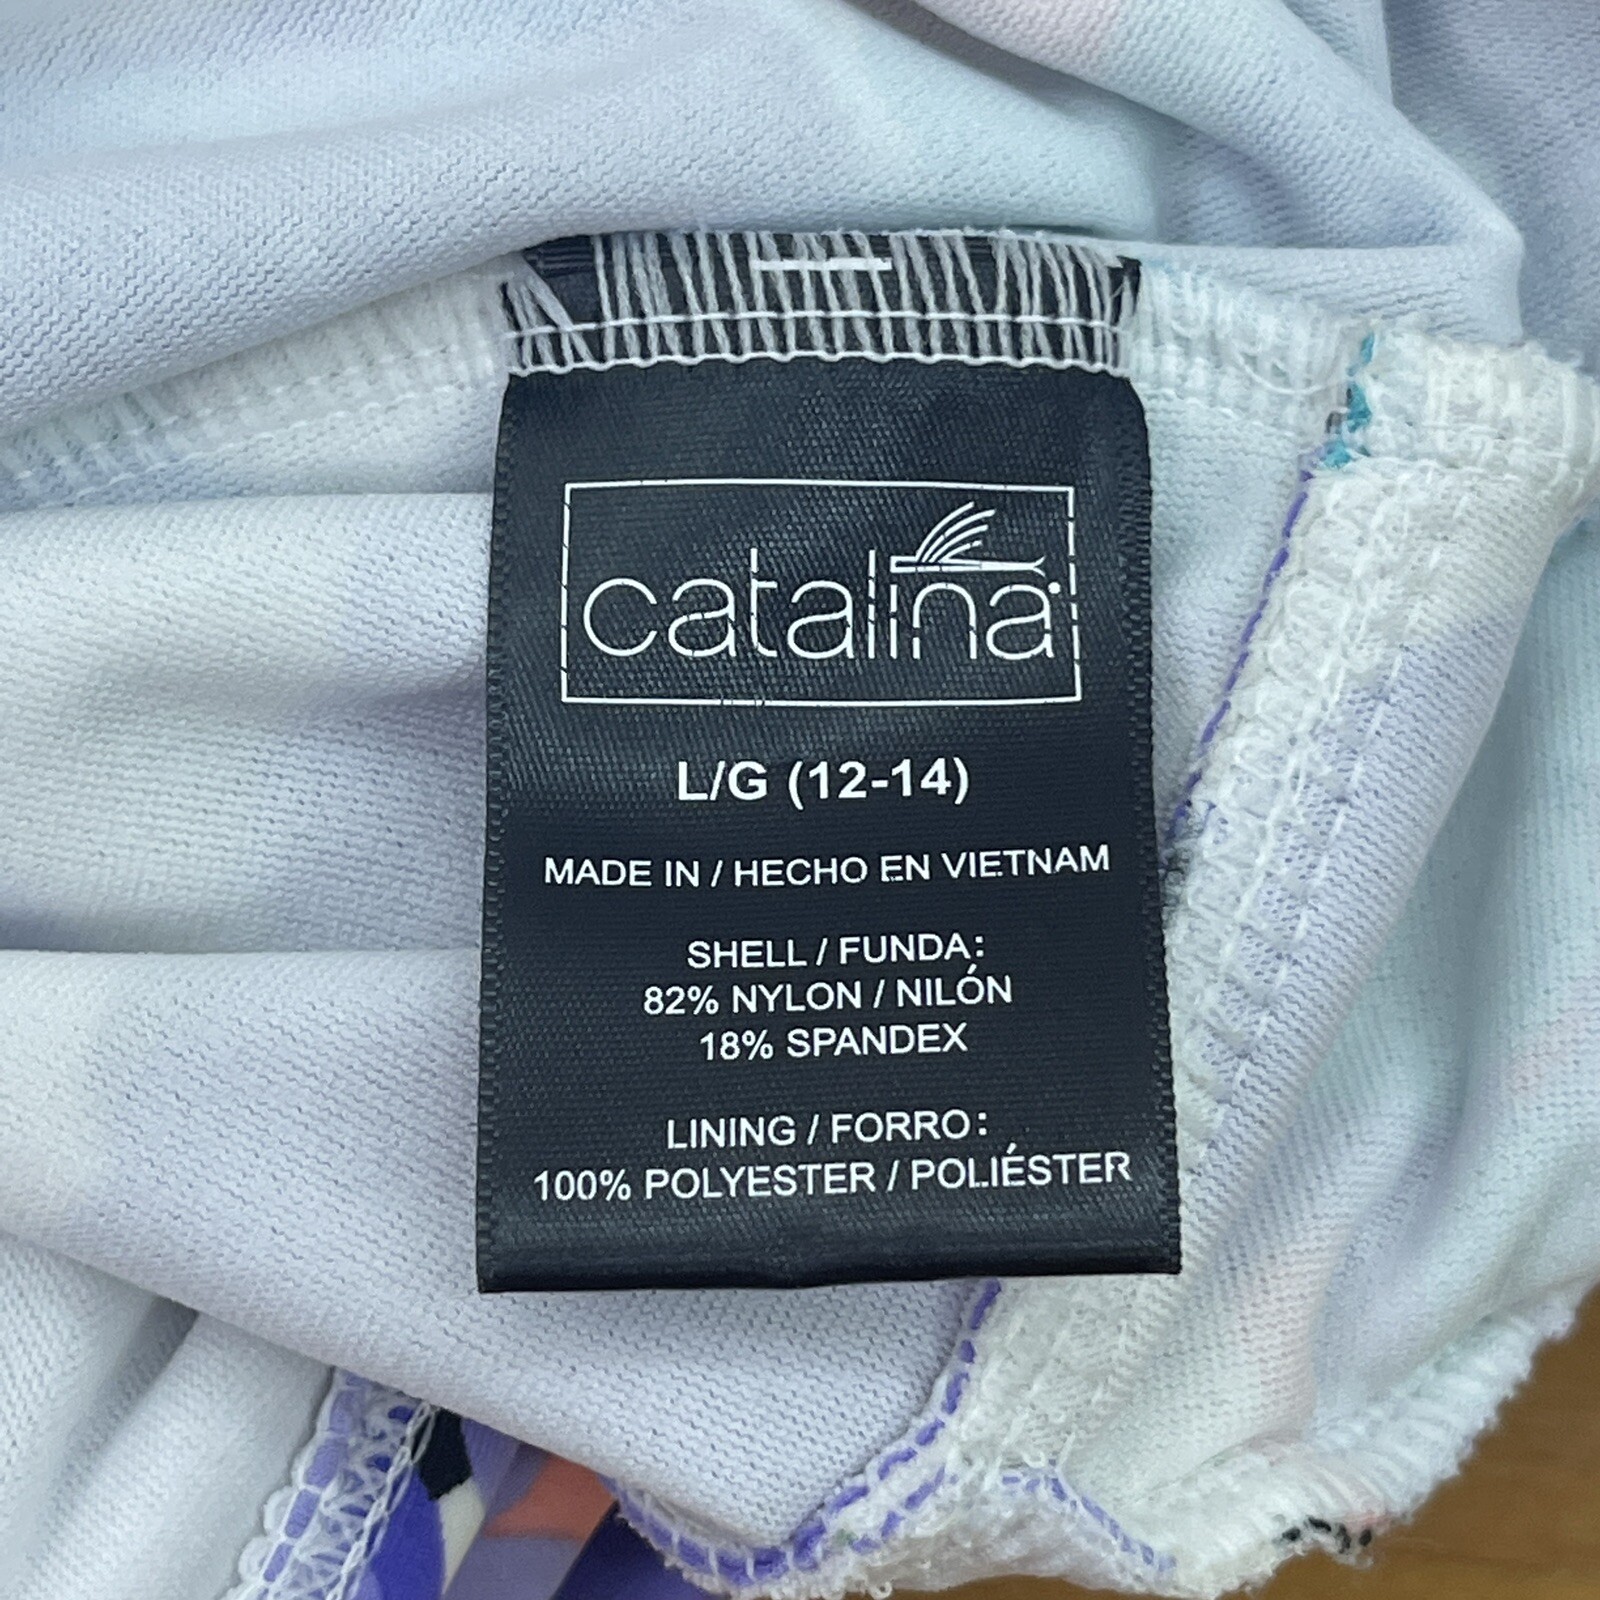 catalina
L/G (12-14)
MADE IN / HECHO EN VIETNAM
SHELL / FUNDA:
82% NYLON / NILÓN
18% SPANDEX
LINING / FORRO:
100% POLYESTER / POLIÉSTER